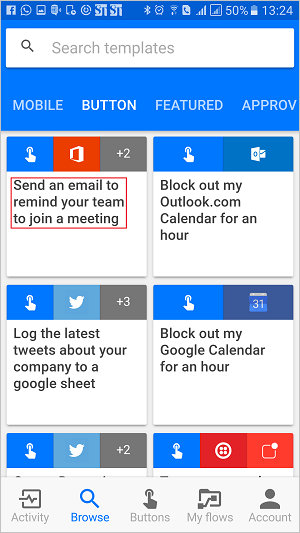 50% 13:24
Search templates
MOBILE BUTTON FEATURED APPROV
+2
Send an email to
remind your team
to join a meeting
Block out my
Outlook.com
Calendar for an
hour
+3
Log the latest
tweets about your
company to a
google sheet
31
Block out my
Google Calendar
for an hour
+2
Activity Browse Buttons My flows Account